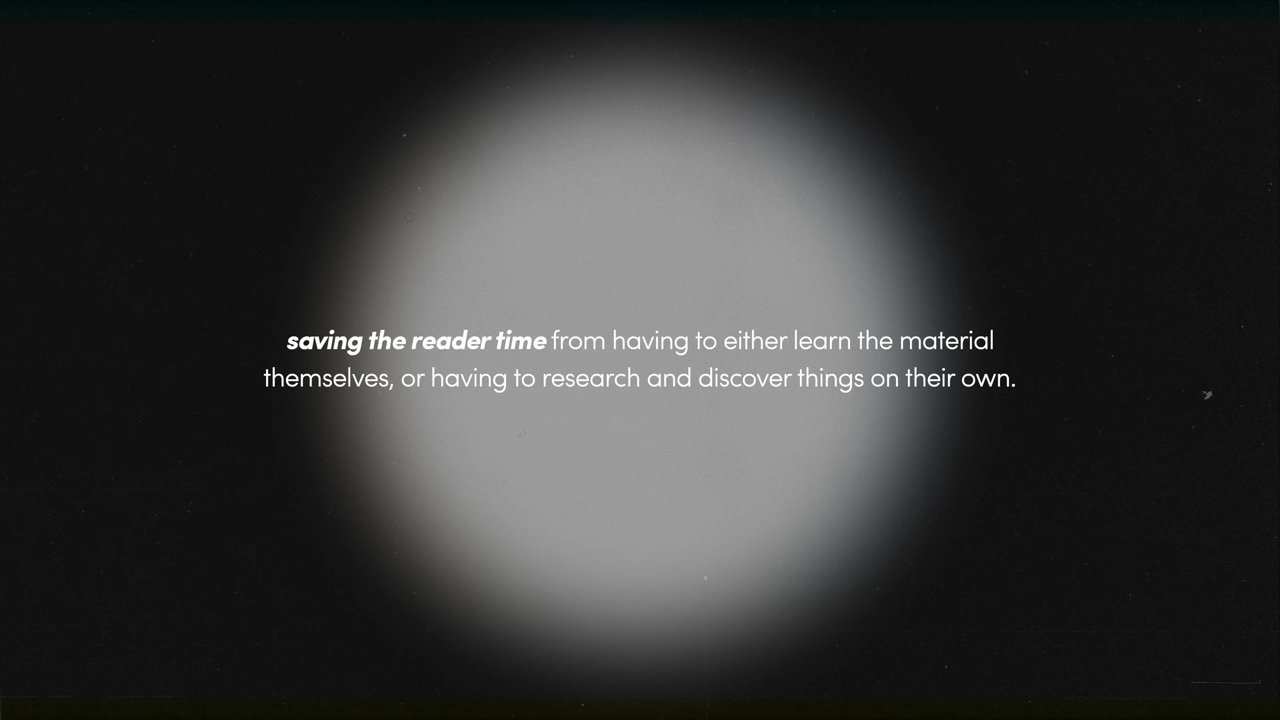 saving the reader time from having to either learn the material
themselves, or having to research and discover things on their own.